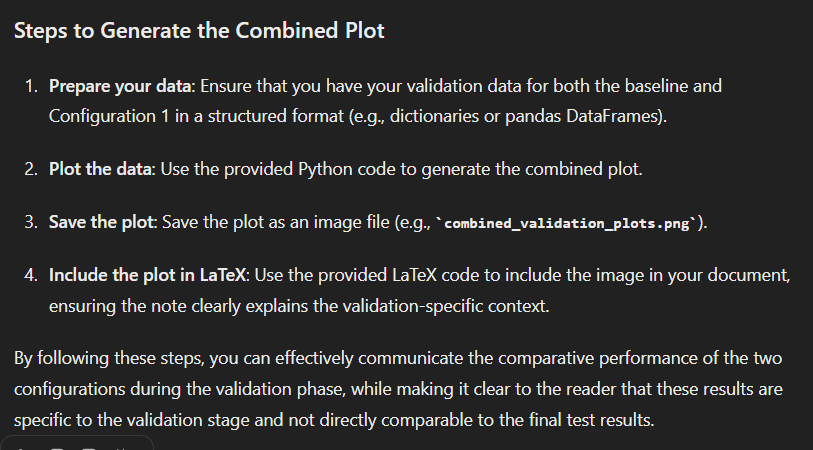 Steps to Generate the Combined Plot
1. Prepare your data: Ensure that you have your validation data for both the baseline and
Configuration 1 in a structured format (e.g., dictionaries or pandas DataFrames).
2. Plot the data: Use the provided Python code to generate the combined plot.
3. Save the plot: Save the plot as an image file (e.g., `combined_validation_plots.png`).
4. Include the plot in LaTeX: Use the provided LaTeX code to include the image in your document,
ensuring the note clearly explains the validation-specific context.
By following these steps, you can effectively communicate the comparative performance of the two
configurations during the validation phase, while making it clear to the reader that these results are
specific to the validation stage and not directly comparable to the final test results.